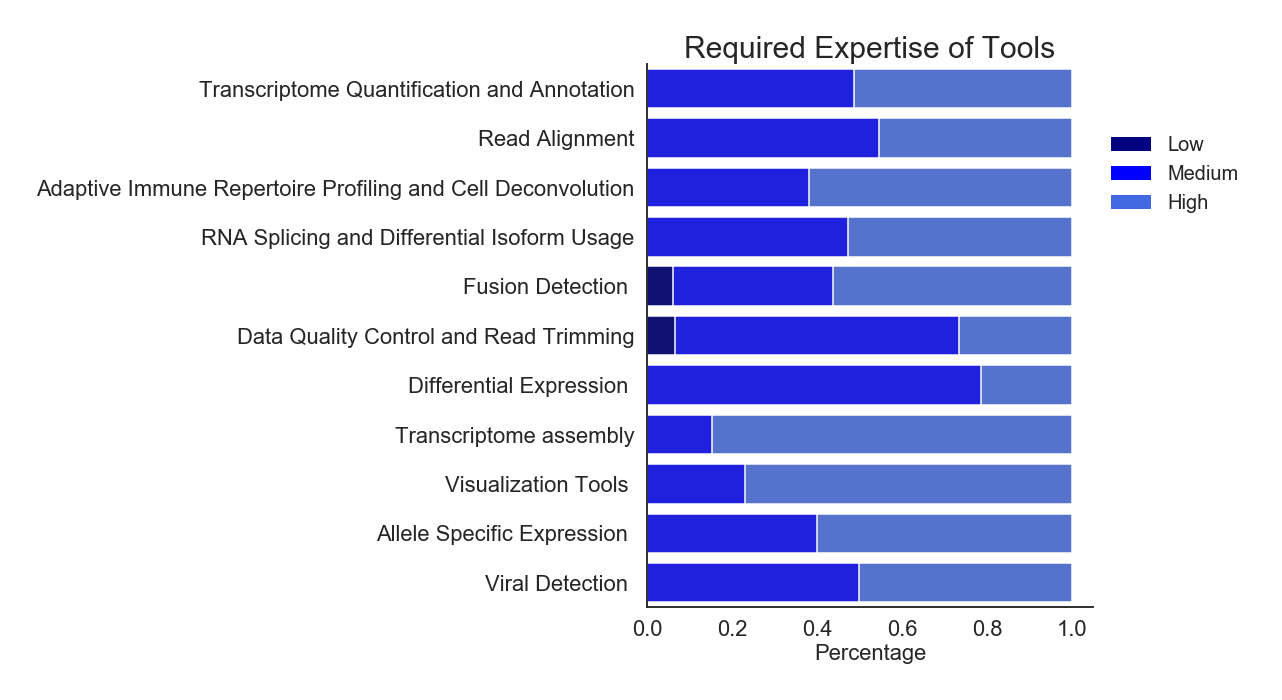 Required Expertise of Tools
Transcriptome Quantification and Annotation
Read Alignment
Adaptive Immune Repertoire Profiling and Cell Deconvolution
RNA Splicing and Differential Isoform Usage
Fusion Detection
Data Quality Control and Read Trimming
Differential Expression
Transcriptome assembly
Visualization Tools
Allele Specific Expression
Viral Detection
0.0 0.2 0.4 0.6 0.8 1.0
Percentage
Low
Medium
High